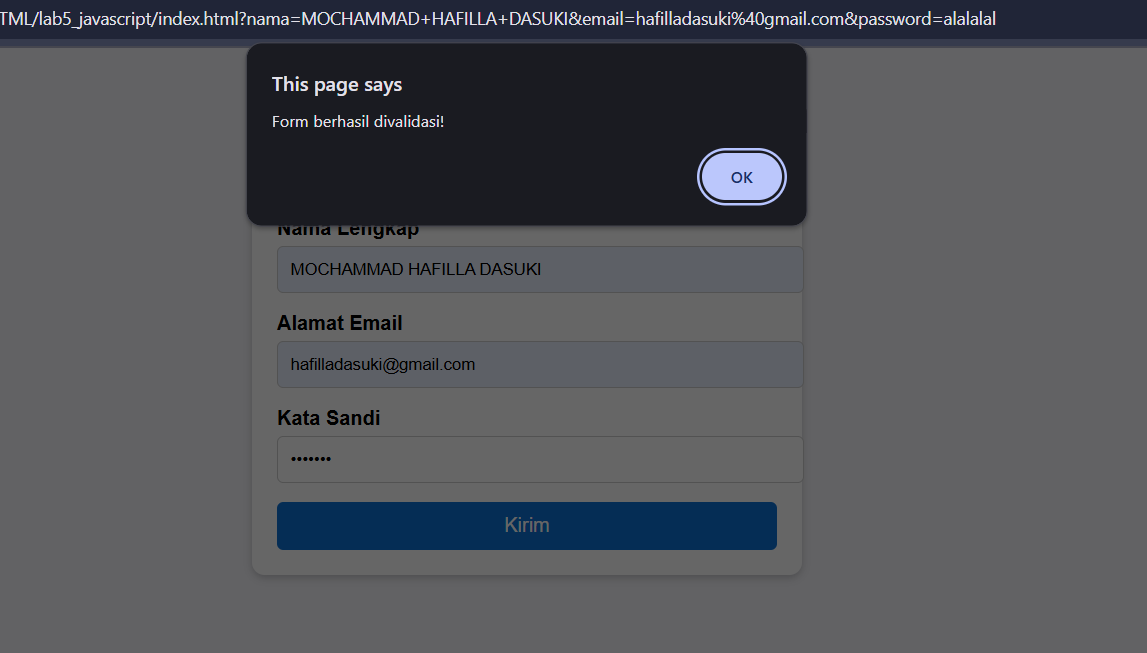 TML/lab5_javascript/index.html?nama=MOCHAMMAD+HAFILLA+DASUKI&email=hafilladasuki%40gmail.com&password=alalalal
This page says
Form berhasil divalidasi!
OK
Nama Lengkap
MOCHAMMAD HAFILLA DASUKI
Alamat Email
hafilladasuki@gmail.com
Kata Sandi
•••••••
Kirim